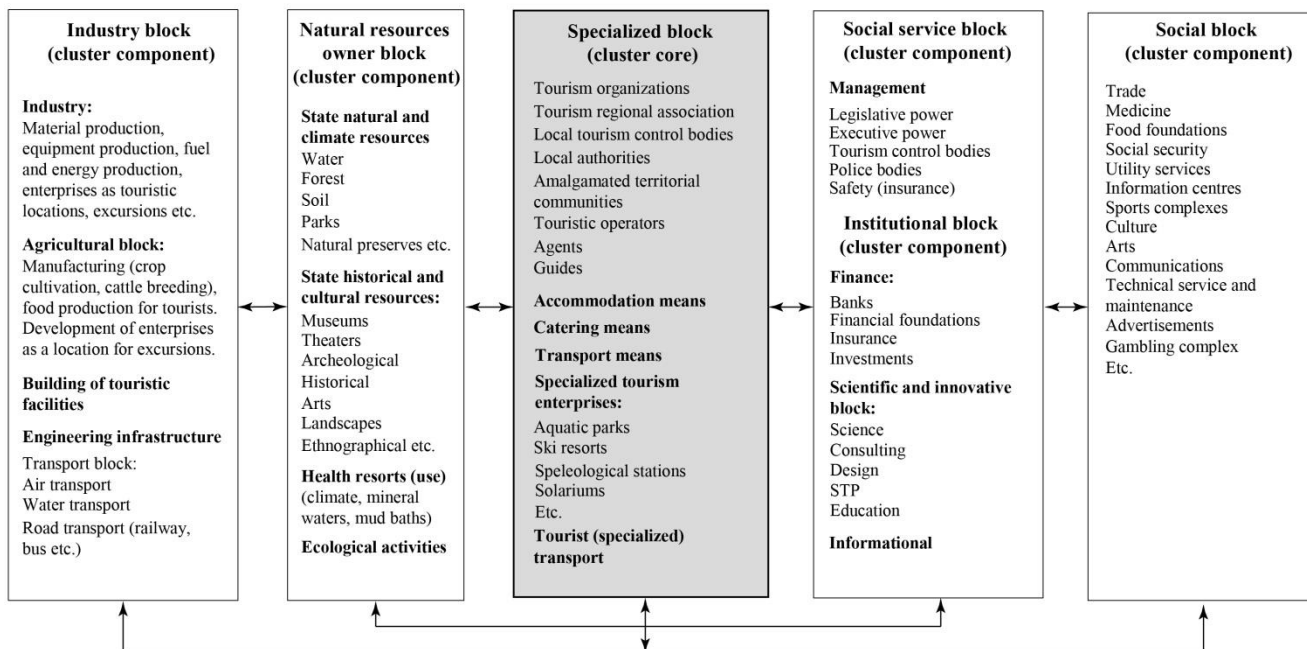 Industry block
(cluster component)
Industry:
Material production,
equipment production, fuel
and energy production,
enterprises as touristic
locations, excursions etc.
Agricultural block:
Manufacturing (crop
cultivation, cattle breeding),
food production for tourists.
Development of enterprises
as a location for excursions.
Building of touristic
facilities
Engineering infrastructure
Transport block:
Air transport
Water transport
Road transport (railway,
bus etc.)
Natural resources
owner block
(cluster component)
State natural and
climate resources
Water
Forest
Soil
Parks
Natural preserves etc.
State historical and
cultural resources:
Museums
Theaters
Archeological
Historical
Arts
Landscapes
Ethnographical etc.
Health resorts (use)
(climate, mineral
waters, mud baths)
Ecological activities
Specialized block
(cluster core)
Tourism organizations
Tourism regional association
Local tourism control bodies
Local authorities
Amalgamated territorial
communities
Touristic operators
Agents
Guides
Accommodation means
Catering means
Transport means
Specialized tourism
enterprises:
Aquatic parks
Ski resorts
Speleological stations
Solariums
Etc.
Tourist (specialized)
transport
Social service block
(cluster component)
Management
Legislative power
Executive power
Tourism control bodies
Police bodies
Safety (insurance)
Institutional block
(cluster component)
Finance:
Banks
Financial foundations
Insurance
Investments
Scientific and innovative
block:
Science
Consulting
Design
STP
Education
Informational
Social block
(cluster component)
Trade
Medicine
Food foundations
Social security
Utility services
Information centres
Sports complexes
Culture
Arts
Communications
Technical service and
maintenance
Advertisements
Gambling complex
Etc.